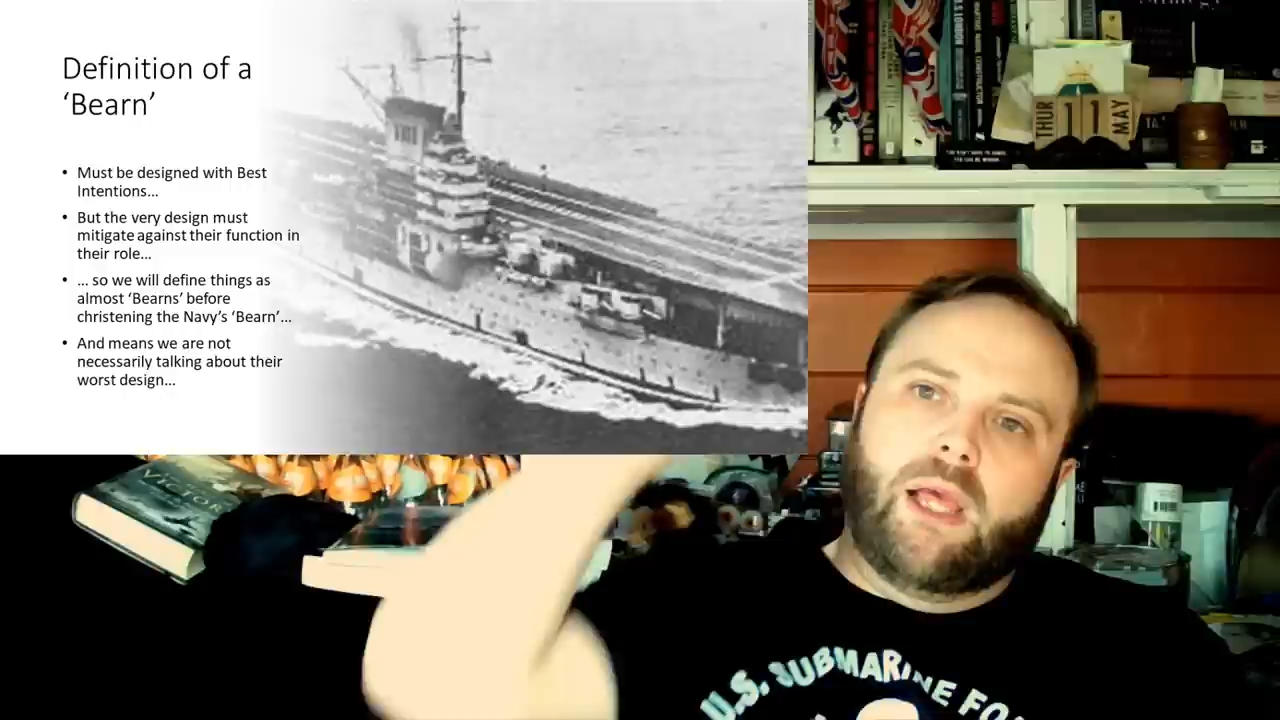 Definition of a
‘Bearn’
• Must be designed with Best
Intentions...
• But the very design must
mitigate against their function in
their role...
• ... so we will define things as
almost ‘Bearns’ before
christening the Navy’s ‘Bearn’...
• And means we are not
necessarily talking about their
worst design...
THUR 11 MAY
VICTOR
U.S. SUBMARINE FO